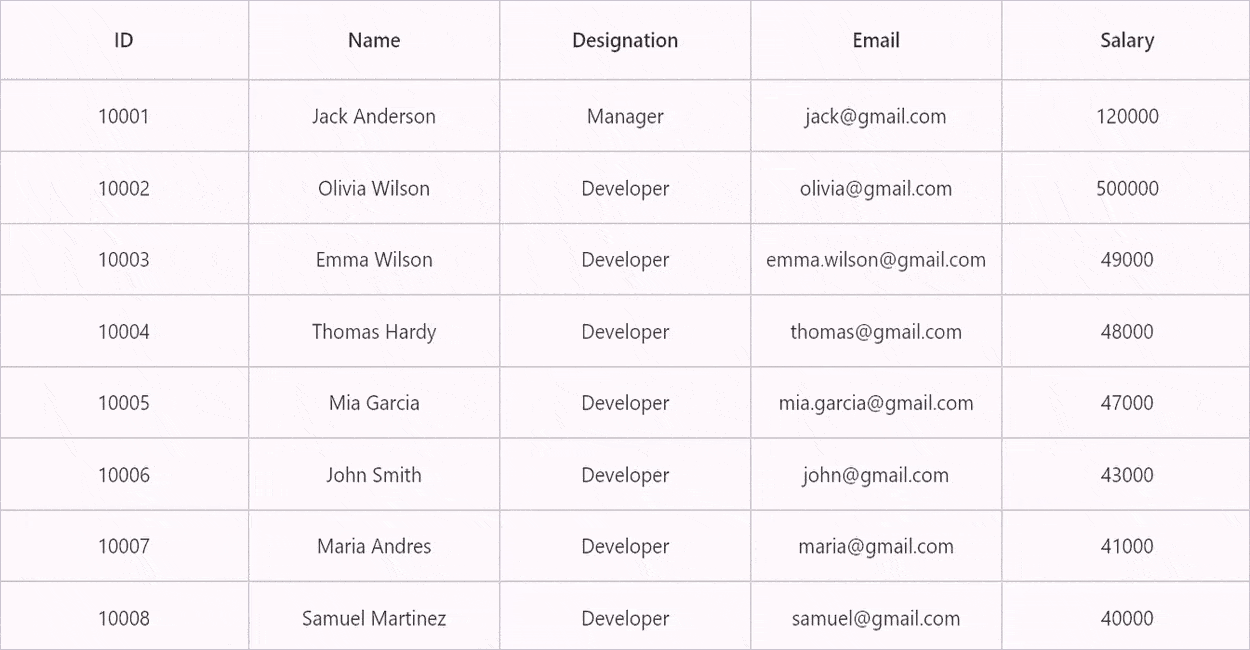 ID Name Designation Email Salary
10001 Jack Anderson Manager jack@gmail.com 120000
10002 Olivia Wilson Developer olivia@gmail.com 500000
10003 Emma Wilson Developer emma.wilson@gmail.com 49000
10004 Thomas Hardy Developer thomas@gmail.com 48000
10005 Mia Garcia Developer mia.garcia@gmail.com 47000
10006 John Smith Developer john@gmail.com 43000
10007 Maria Andres Developer maria@gmail.com 41000
10008 Samuel Martinez Developer samuel@gmail.com 40000